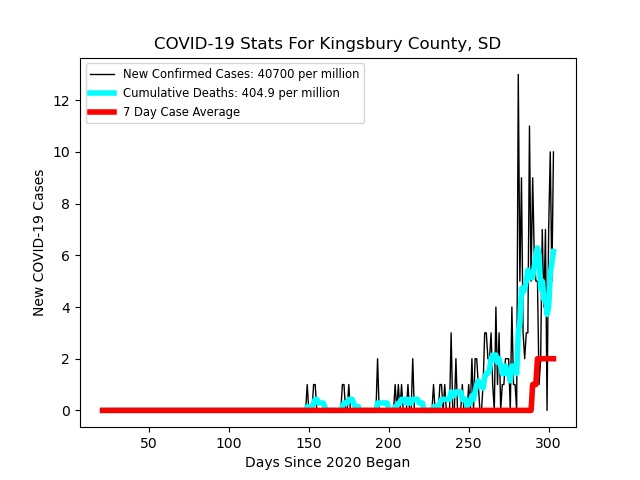 COVID-19 Stats For Kingsbury County, SD
New Confirmed Cases: 40700 per million
Cumulative Deaths: 404.9 per million
7 Day Case Average
12
10
8
6
4
2
0
New COVID-19 Cases
50 100 150 200 250 300
Days Since 2020 Began